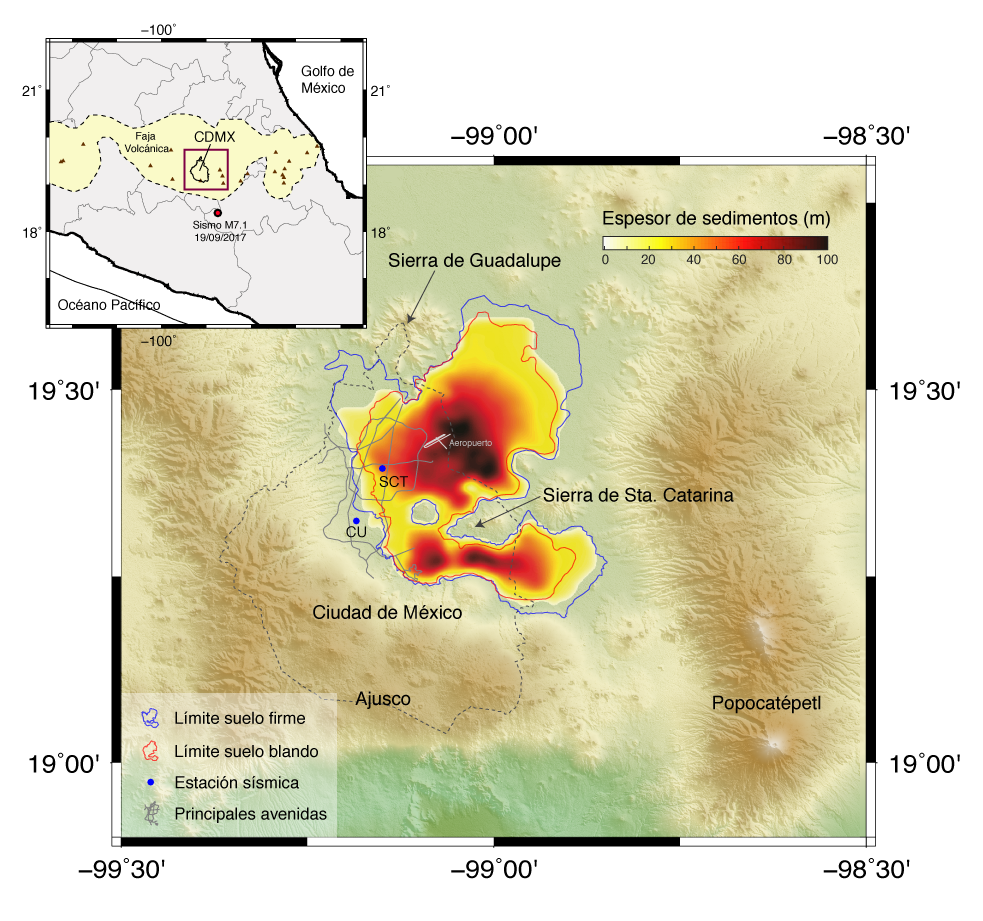 −100˚
Golfo de
México
21˚
21˚
Faja
Volcánica
CDMX
18˚
18˚
Sismo M7.1
19/09/2017
Océano Pacífico
−100˚
−99˚00'
−98˚30'
Espesor de sedimentos (m)
0 20 40 60 80 100
Sierra de Guadalupe
19˚30'
19˚30'
Aeropuerto
SCT
Sierra de Sta. Catarina
CU
Ciudad de México
Ajusco
Popocatépetl
Límite suelo firme
Límite suelo blando
Estación sísmica
Principales avenidas
19˚00'
19˚00'
−99˚30'
−99˚00'
−98˚30'